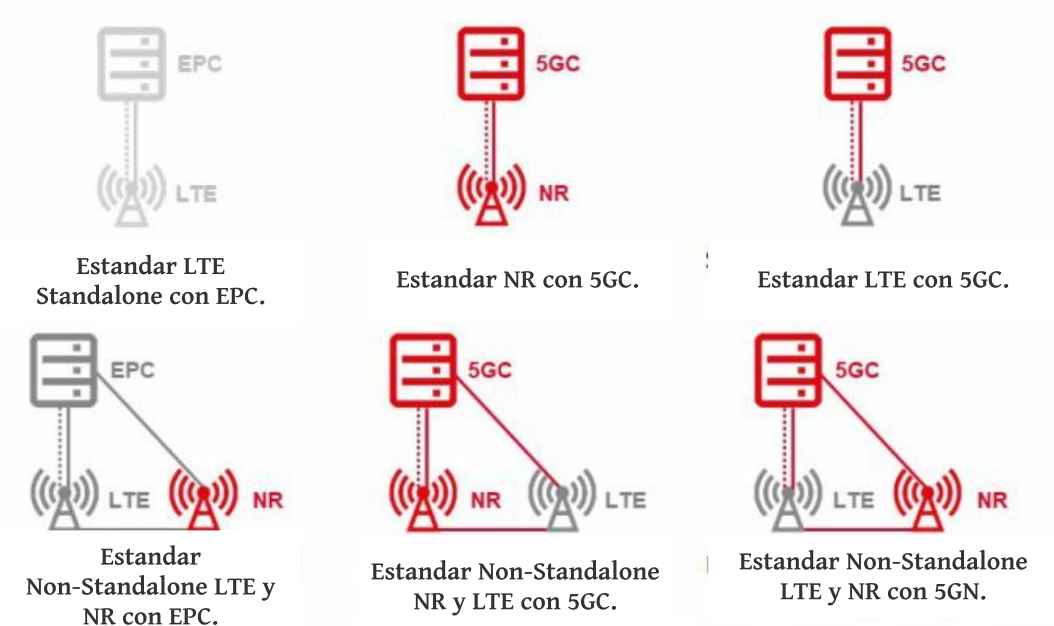 EPC
5GC
5GC
LTE
NR
LTE
Estandar LTE
Standalone con EPC.
Estandar NR con 5GC.
Estandar LTE con 5GC.
EPC
5GC
5GC
LTE
NR
NR
LTE
LTE
NR
Estandar
Non-Standalone LTE y
NR con EPC.
Estandar Non-Standalone
NR y LTE con 5GC.
Estandar Non-Standalone
LTE y NR con 5GN.